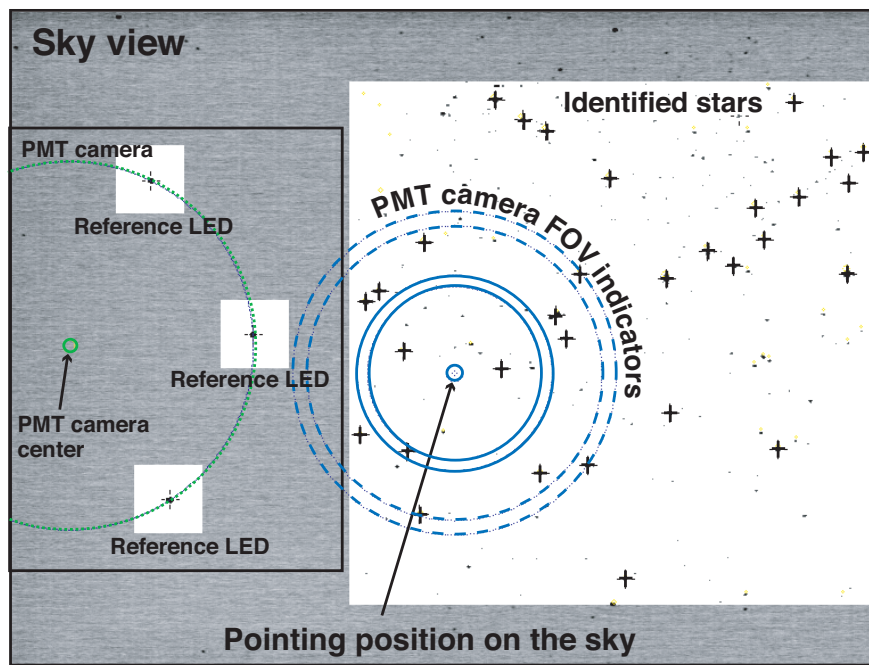 Sky view
Identified stars
PMT camera
Reference LED
PMT camera FOV indicators
Reference LED
PMT camera
center
Reference LED
Pointing position on the sky